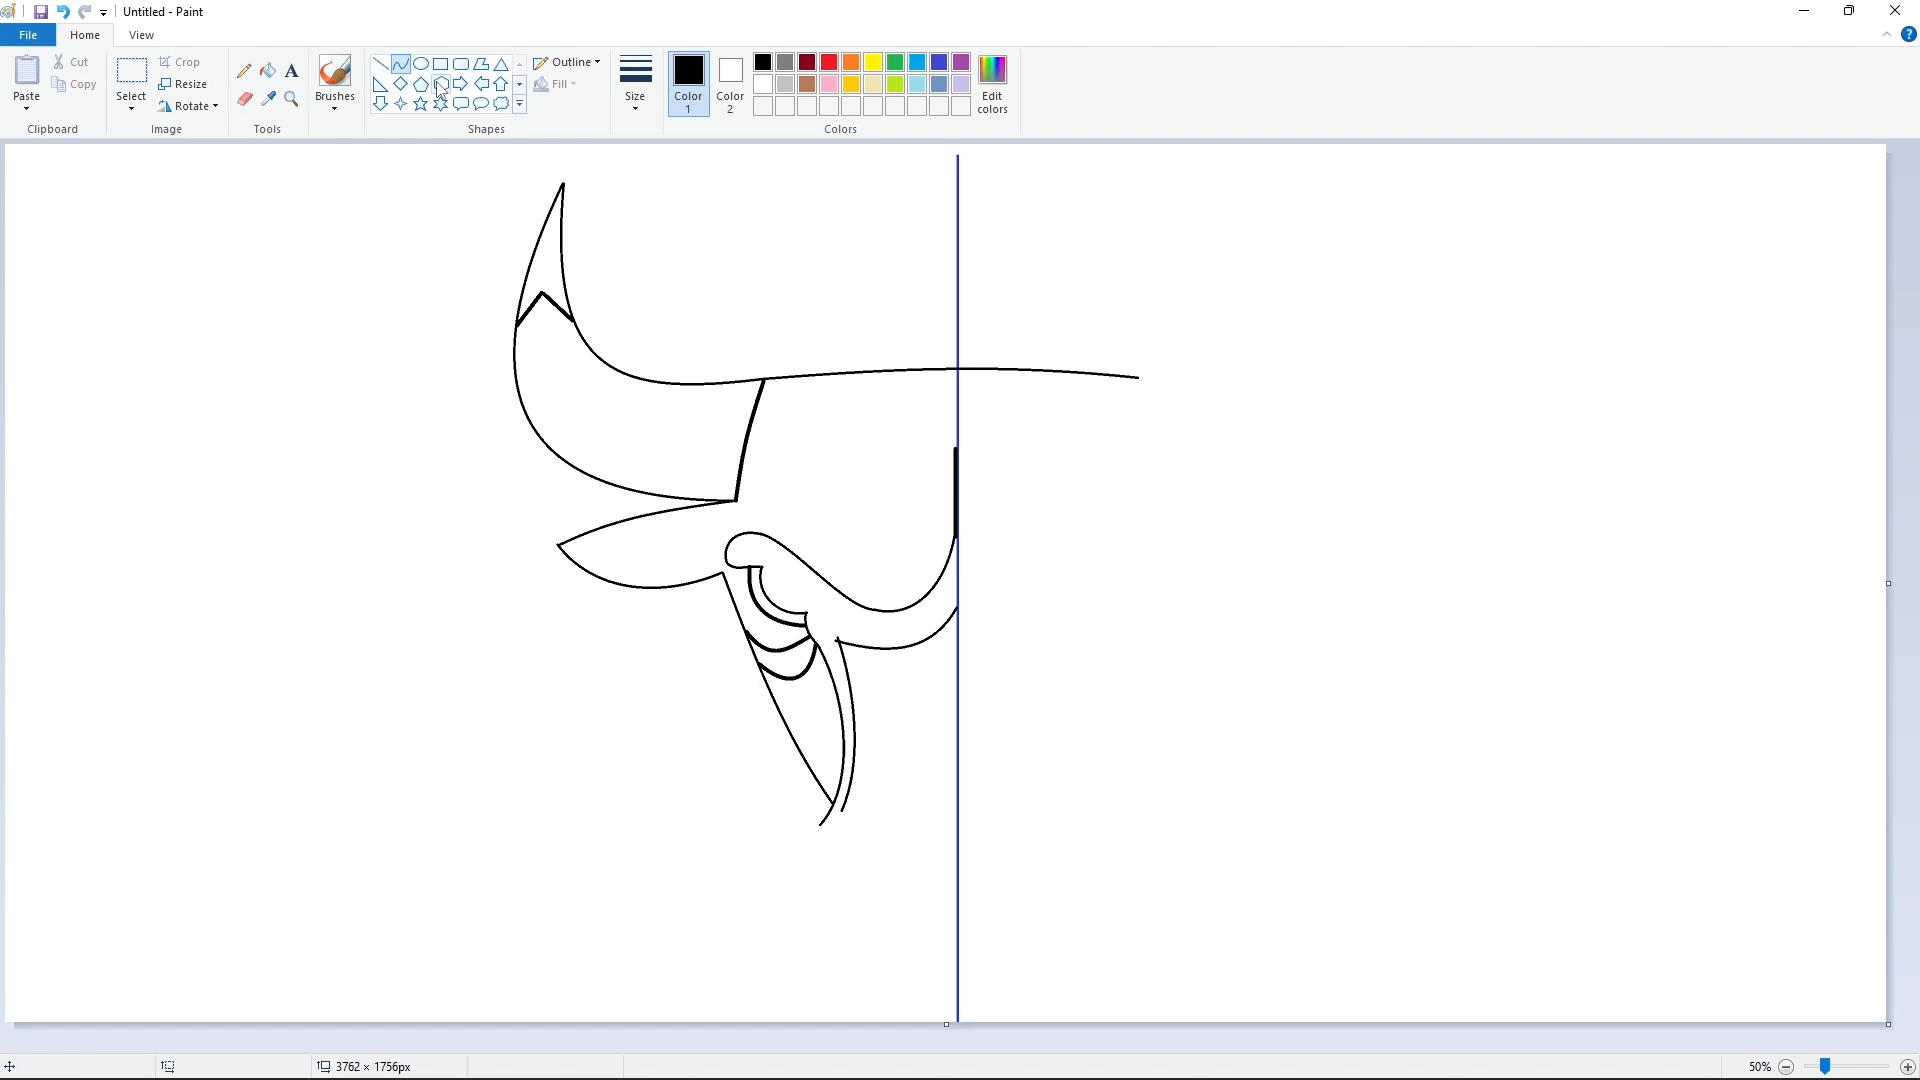 Untitled - Paint
File Home View
Paste
Cut
Copy
Clipboard
Select
Crop
Resize
Rotate
Image
Tools
Brushes
Shapes
Outline
Fill
Size
Color 1
Color 2
Edit colors
Colors
3762 × 1756px
50%